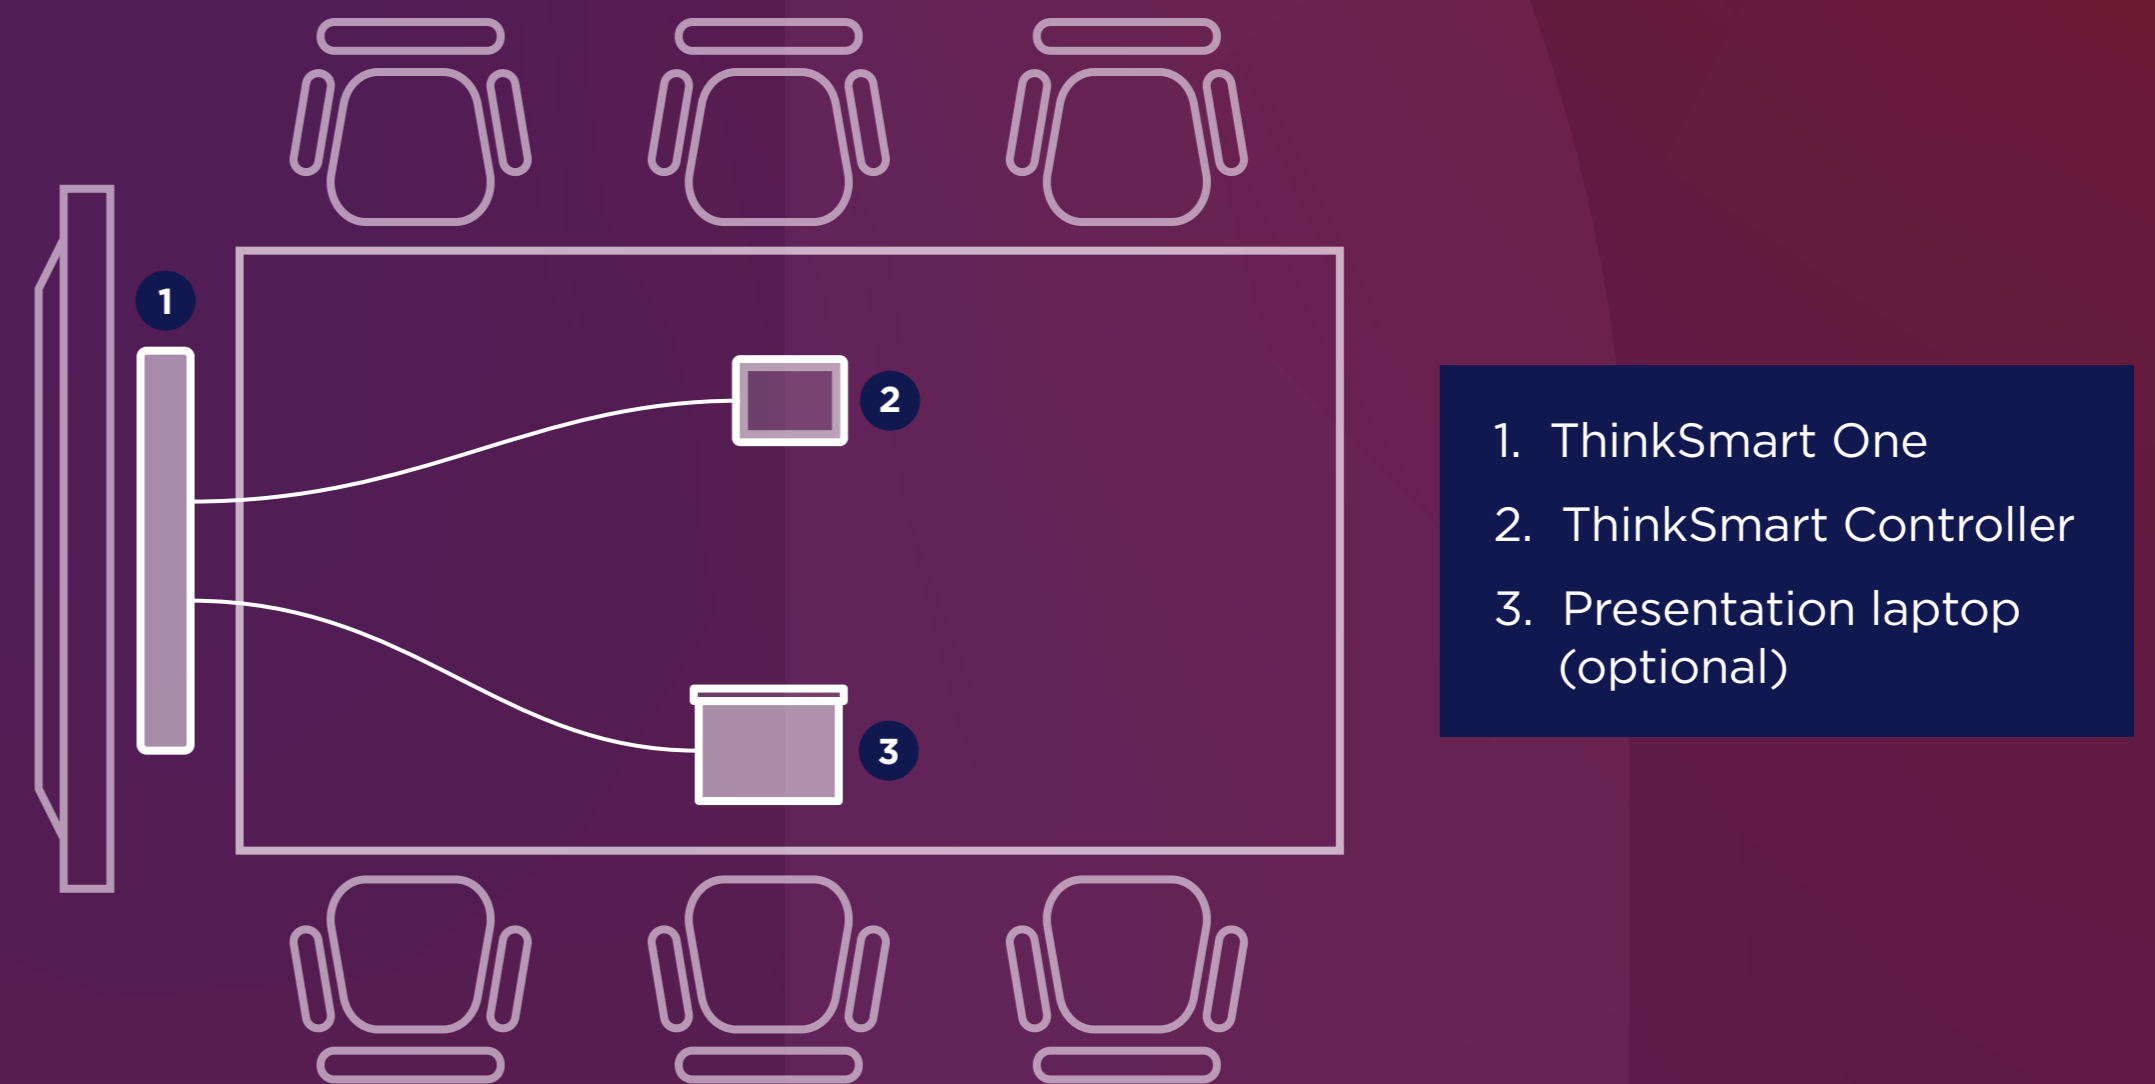 1
2
3
1. ThinkSmart One
2. ThinkSmart Controller
3. Presentation laptop
(optional)